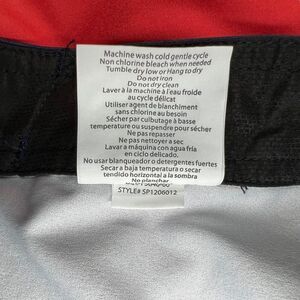 Machine wash cold gentle cycle
Non chlorine bleach when needed
Tumble dry low or Hang to dry
Do not iron
Do not dry clean
Laver à la machine à l'eau froide
au cycle délicat
Utiliser agent de blanchiment
sans chlorine au besoin
Sécher par culbutage à basse
temperature ou suspendre pour sécher
Ne pas repasser
Ne pas nettoyer a sec
Lavar a máquina con agua fría
en ciclo delicado.
No usar blanqueador o detergentes fuertes
Secar a baja temperatura o secar
tendido horizontal a la sombra
No planchar
STYLE# SP1206012